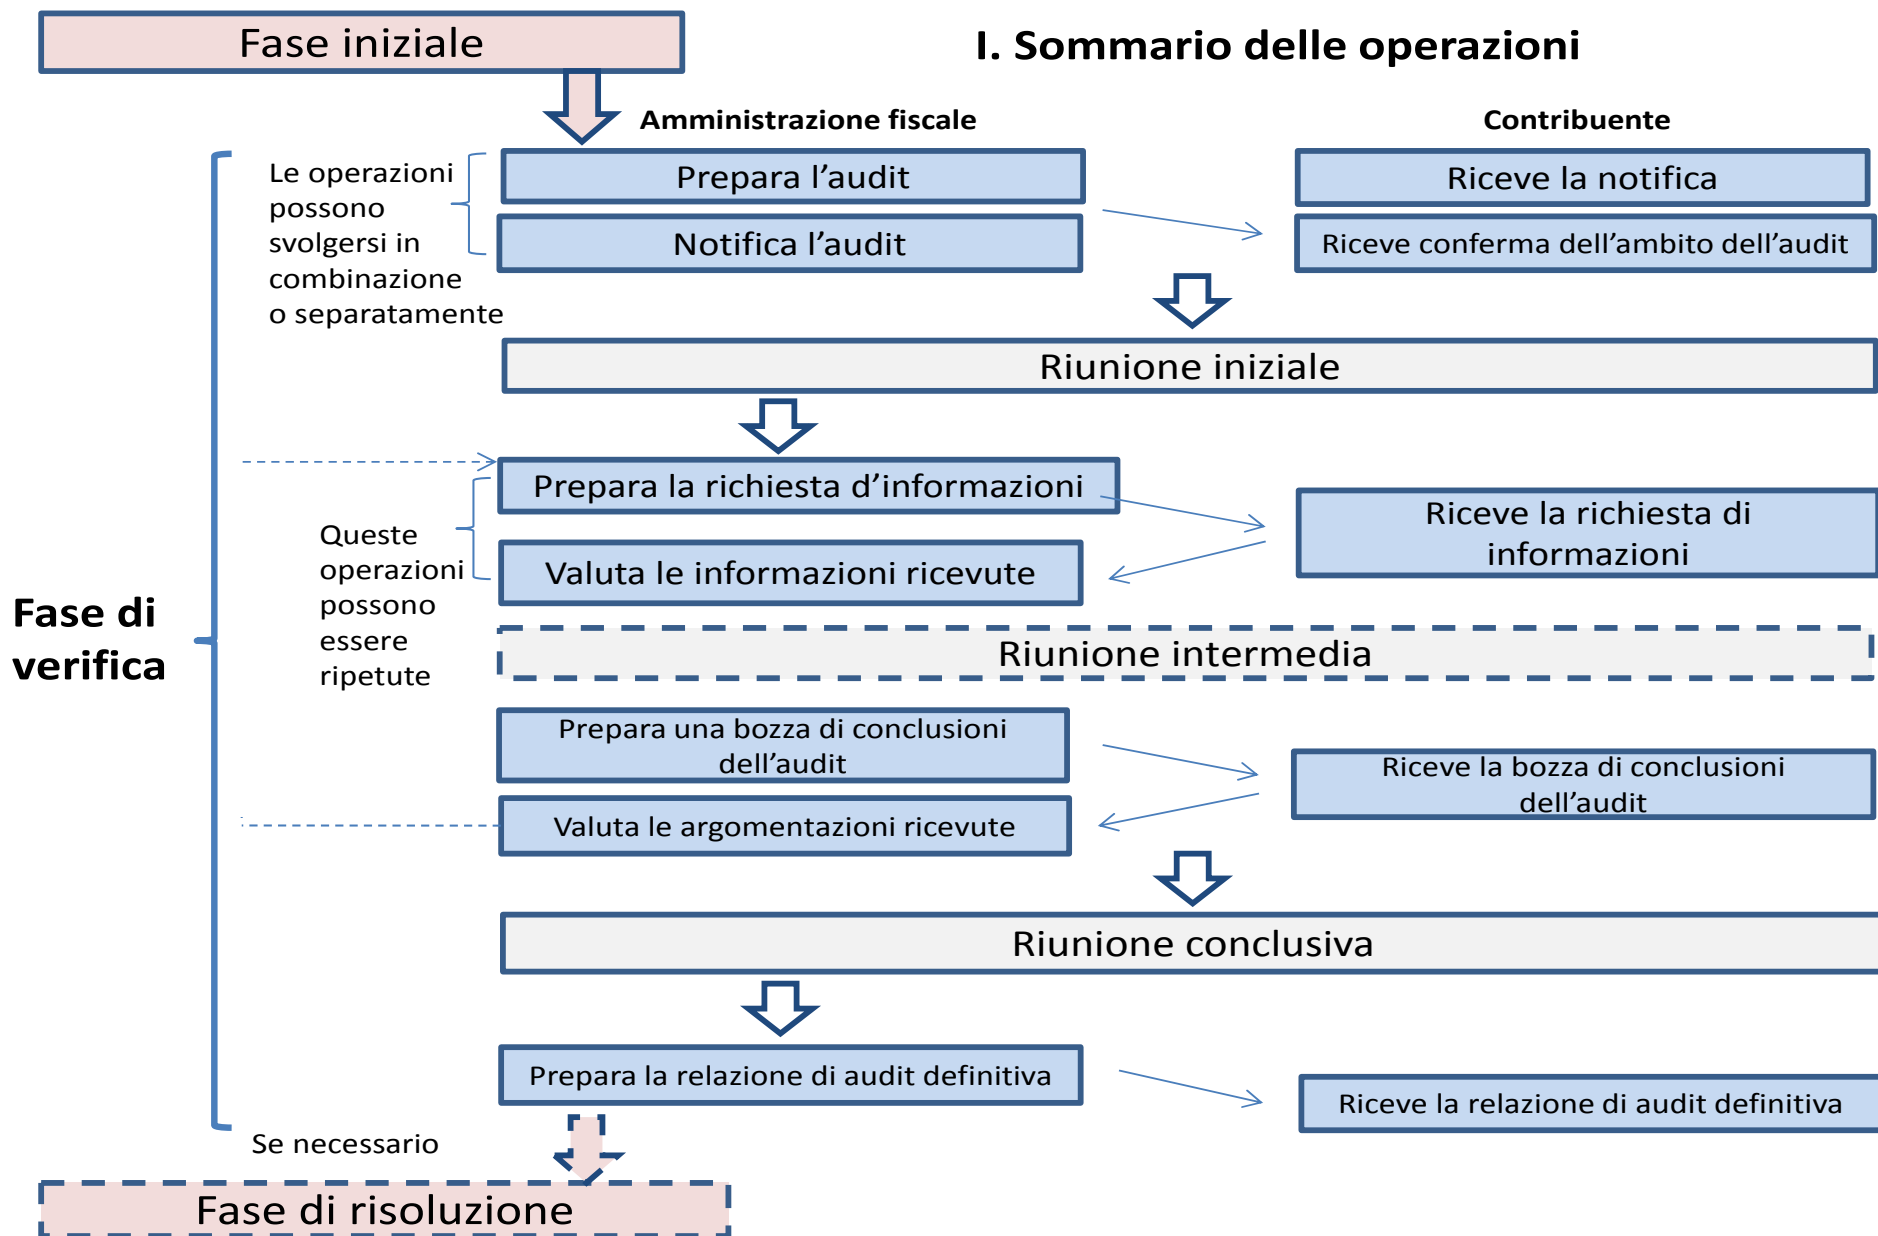 Fase iniziale
I. Sommario delle operazioni
Amministrazione fiscale
Contribuente
Le operazioni
possono
svolgersi in
combinazione
o separatamente
Prepara l’audit
Riceve la notifica
Notifica l’audit
Riceve conferma dell’ambito dell’audit
Riunione iniziale
Prepara la richiesta d’informazioni
Riceve la richiesta di
informazioni
Queste
operazioni
possono
essere
ripetute
Valuta le informazioni ricevute
Fase di
verifica
Riunione intermedia
Prepara una bozza di conclusioni
dell’audit
Riceve la bozza di conclusioni
dell’audit
Valuta le argomentazioni ricevute
Riunione conclusiva
Prepara la relazione di audit definitiva
Riceve la relazione di audit definitiva
Se necessario
Fase di risoluzione